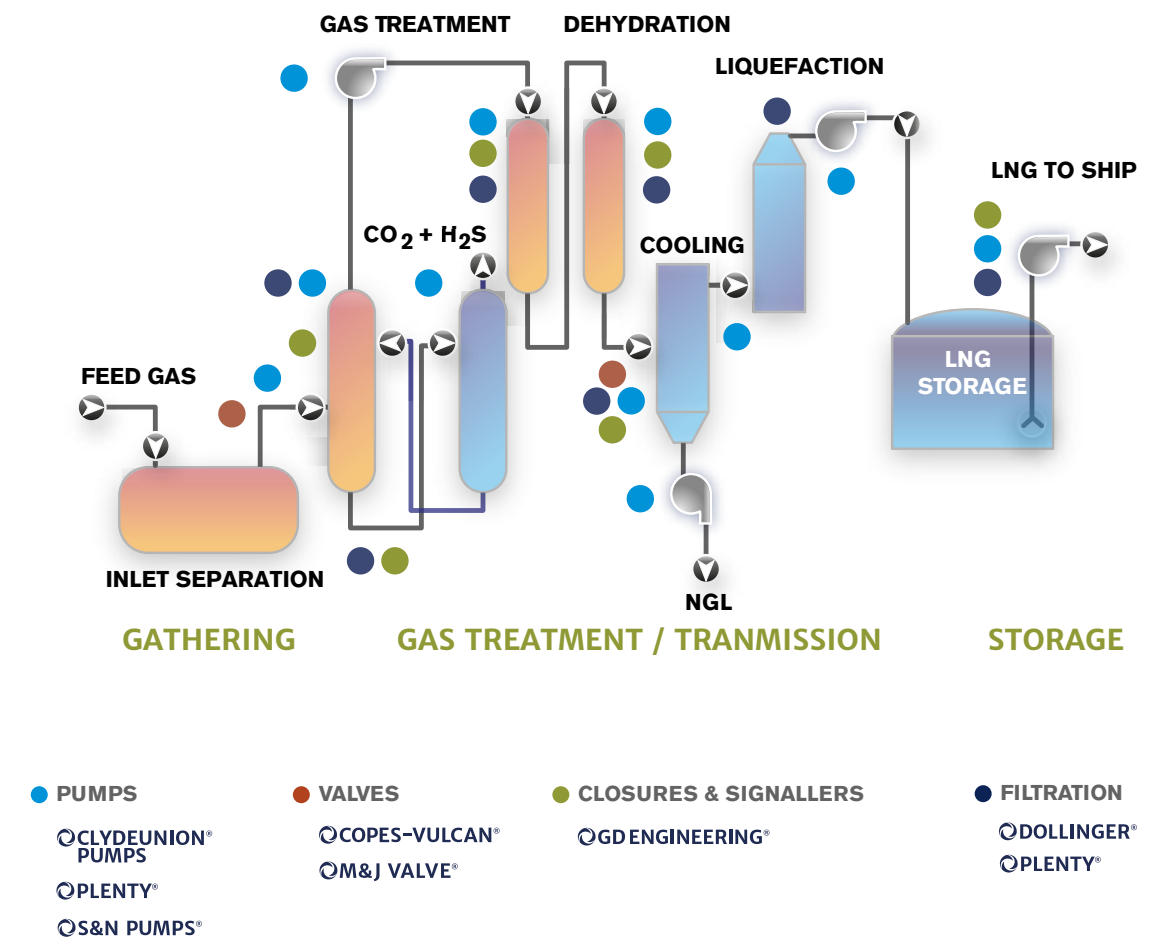 GAS TREATMENT
DEHYDRATION
LIQUEFACTION
LNG TO SHIP
CO2 + H2S
COOLING
FEED GAS
LNG
STORAGE
INLET SEPARATION
NGL
GATHERING
GAS TREATMENT / TRANMISSION
STORAGE
PUMPS
CLYDEUNION®
PUMPS
PLENTY®
S&N PUMPS®
VALVES
COPES-VULCAN®
M&J VALVE®
CLOSURES & SIGNALLERS
GD ENGINEERING®
FILTRATION
DOLLINGER®
PLENTY®